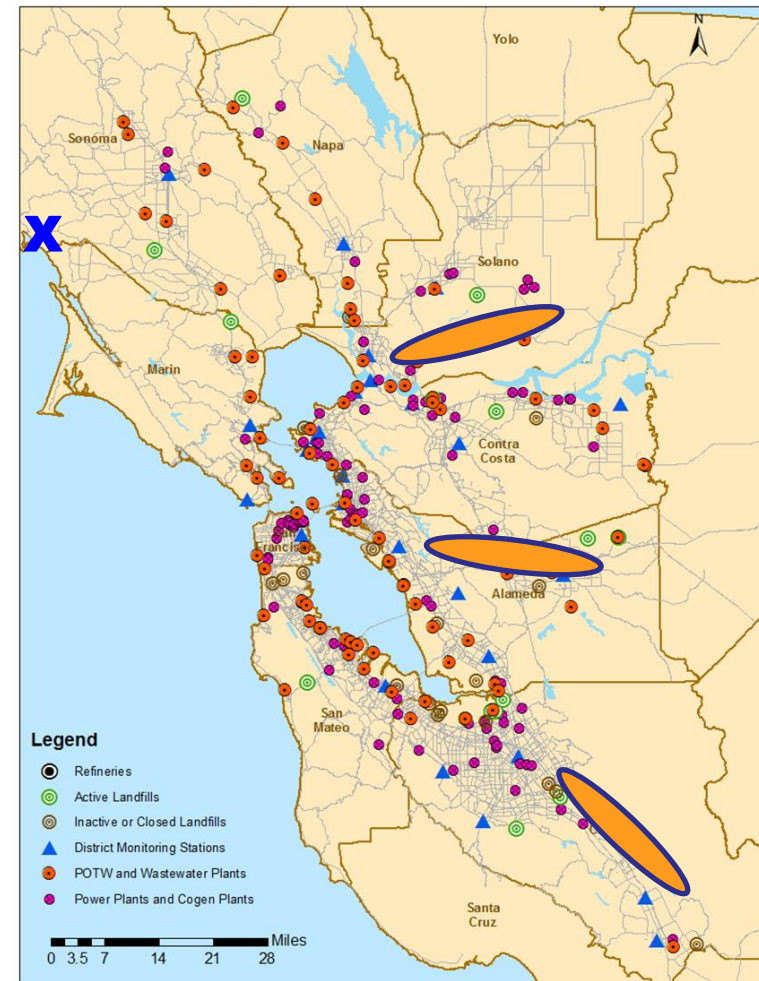 Yolo
N
Sonoma
Napa
X
Solano
Marin
Contra
Costa
Francisco
Alameda
San
Mateo
Legend
Refineries
Active Landfills
Inactive or Closed Landfills
District Monitoring Stations
POTW and Wastewater Plants
Power Plants and Cogen Plants
Santa
Cruz
Miles
0 3.5 7 14 21 28